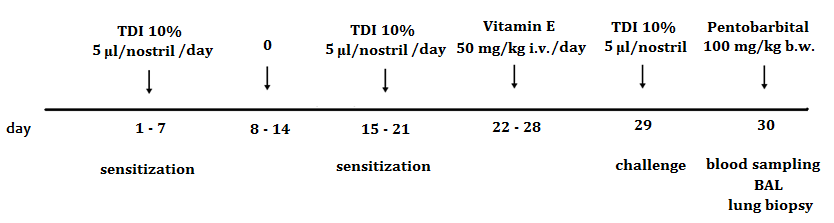 TDI 10%
5 µl/nostril /day
0
TDI 10%
5 µl/nostril /day
Vitamin E
50 mg/kg i.v./day
TDI 10%
5 µl/nostril
Pentobarbital
100 mg/kg b.w.
day
1 - 7
8 - 14
15 - 21
22 - 28
29
30
sensitization
sensitization
challenge
blood sampling
BAL
lung biopsy